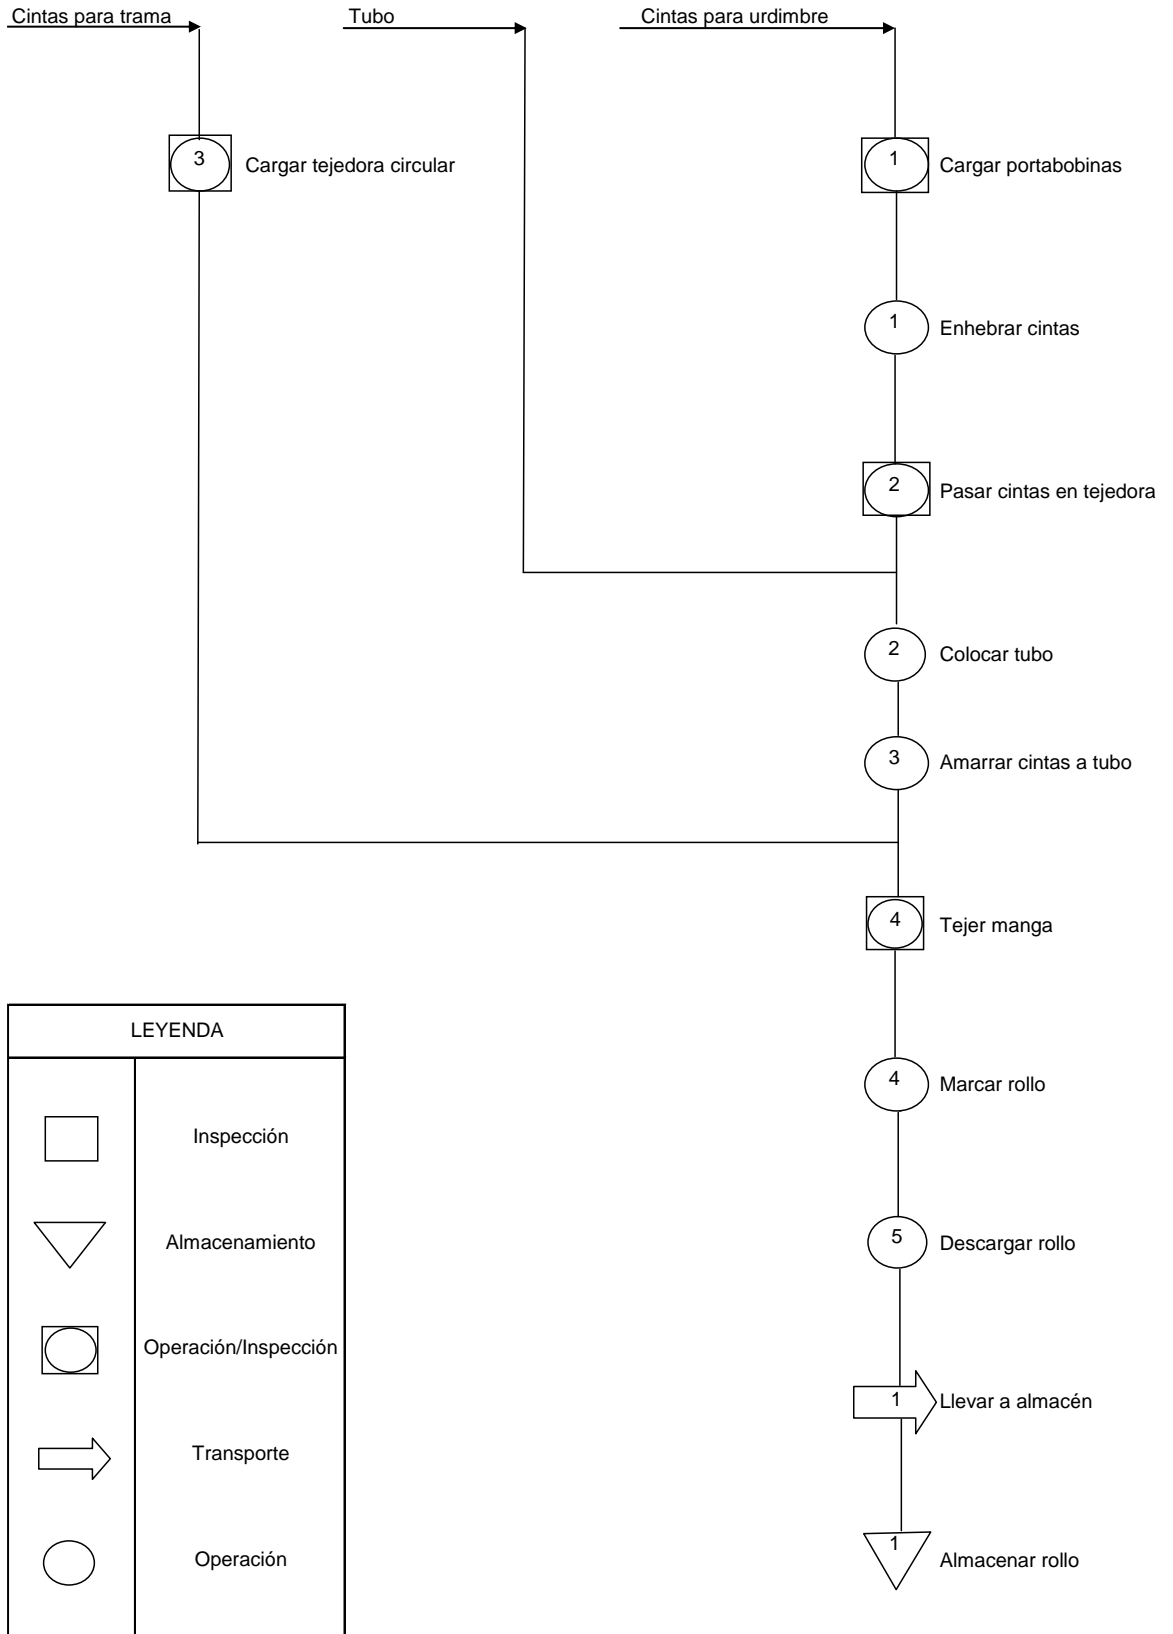 Cintas para trama
Tubo
Cintas para urdimbre
3
Cargar tejedora circular
1
Cargar portabobinas
1
Enhebrar cintas
2
Pasar cintas en tejedora
2
Colocar tubo
3
Amarrar cintas a tubo
4
Tejer manga
4
Marcar rollo
5
Descargar rollo
1
Llevar a almacén
1
Almacenar rollo
LEYENDA
Inspección
Almacenamiento
Operación/Inspección
Transporte
Operación